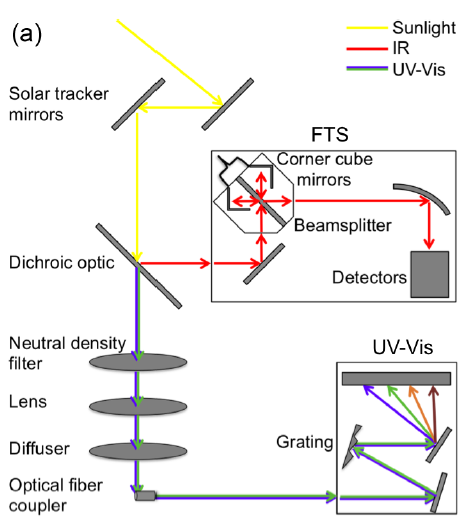 (a)
Sunlight
IR
UV-Vis
Solar tracker
mirrors
FTS
Corner cube
mirrors
Beamsplitter
Dichroic optic
Detectors
Neutral density
filter
UV-Vis
Lens
Grating
Diffuser
Optical fiber
coupler